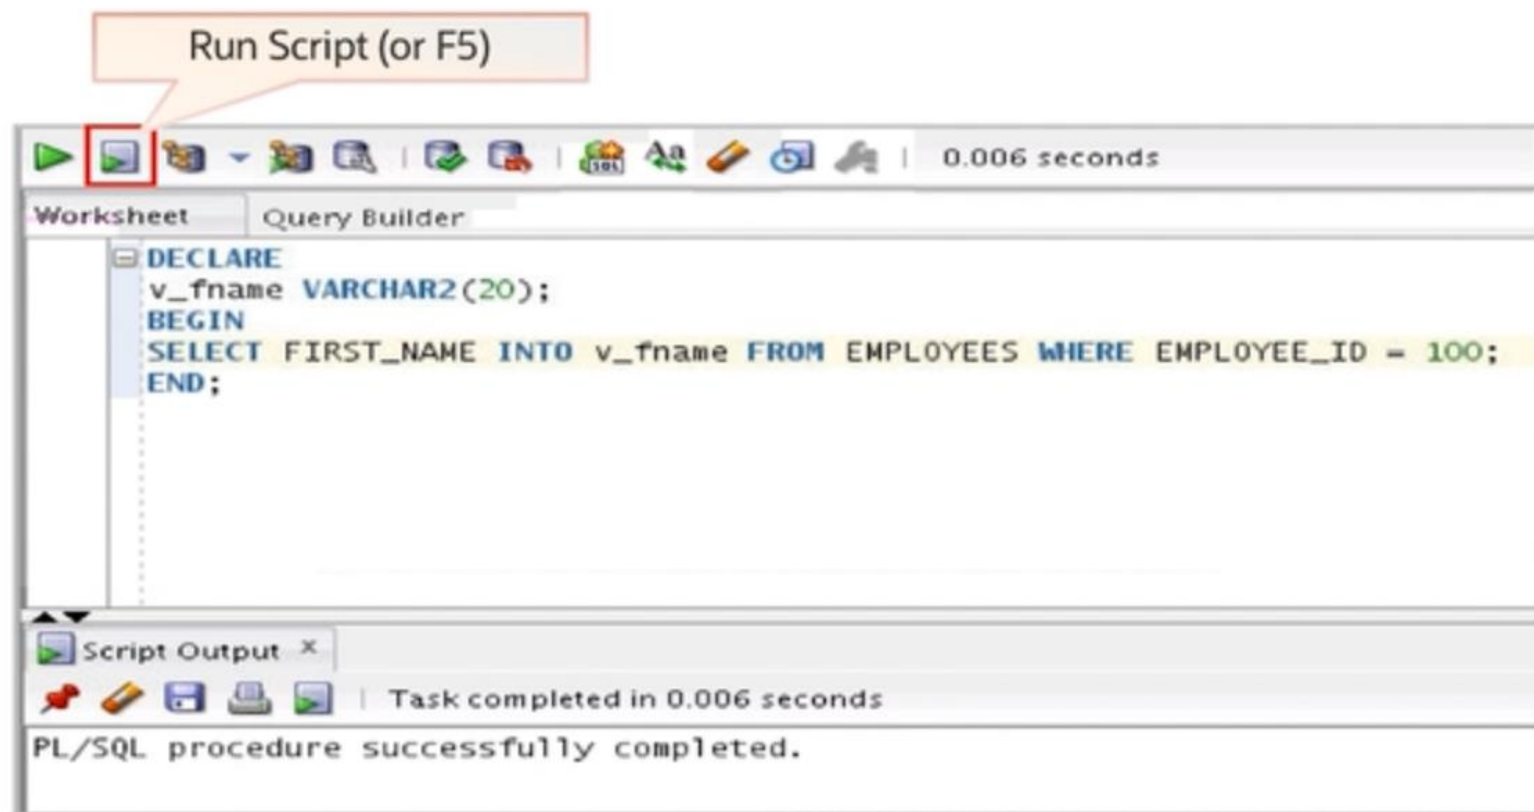 Run Script (or F5)
0.006 seconds
Worksheet Query Builder
DECLARE
v_fname VARCHAR2(20);
BEGIN
SELECT FIRST_NAME INTO v_fname FROM EMPLOYEES WHERE EMPLOYEE_ID = 100;
END;
Script Output ×
Task completed in 0.006 seconds
PL/SQL procedure successfully completed.